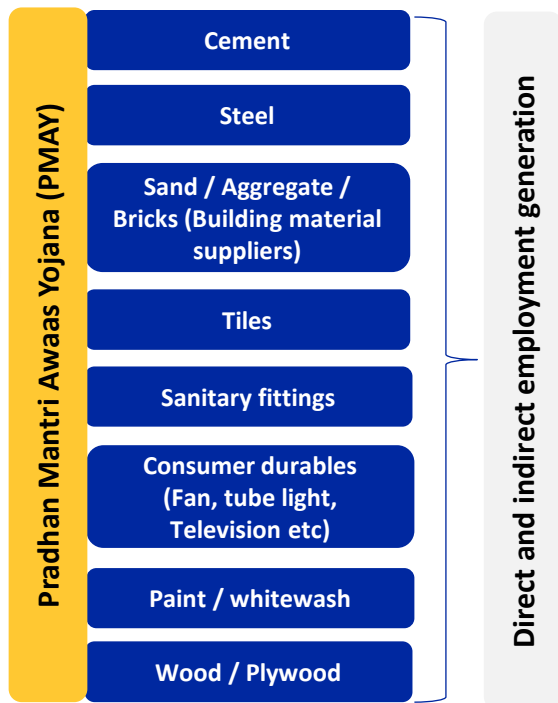 Pradhan Mantri Awaas Yojana (PMAY)
Cement
Steel
Sand / Aggregate /
Bricks (Building material
suppliers)
Tiles
Sanitary fittings
Consumer durables
(Fan, tube light,
Television etc)
Paint / whitewash
Wood / Plywood
Direct and indirect employment generation